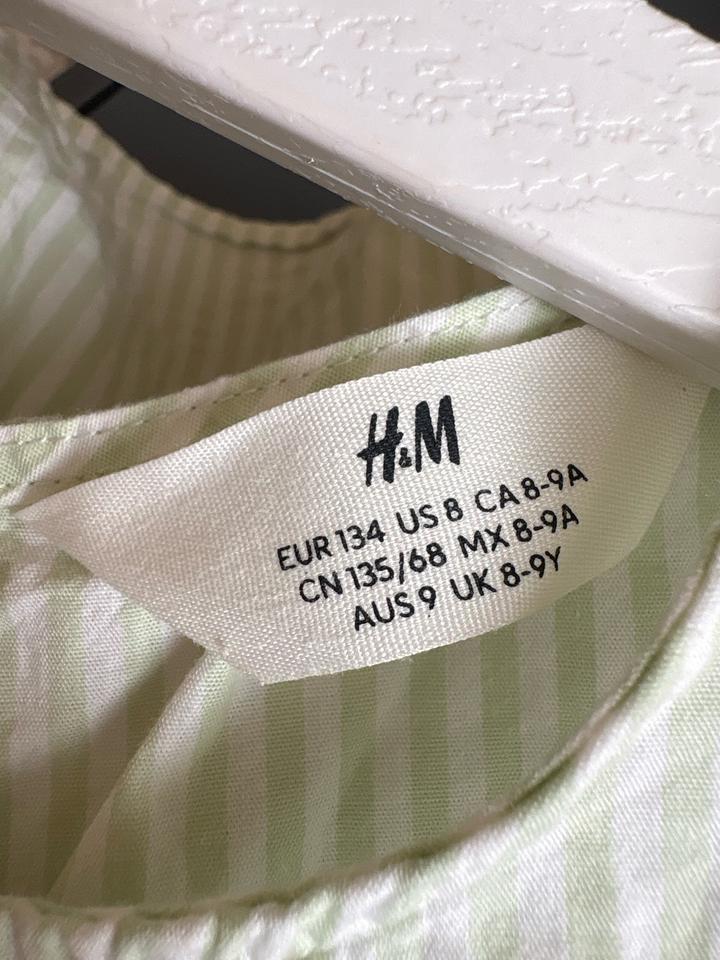 H&M
EUR 134 US 8 CA 8-9A
CN 135/68 MX 8-9A
AUS 9 UK 8-9Y